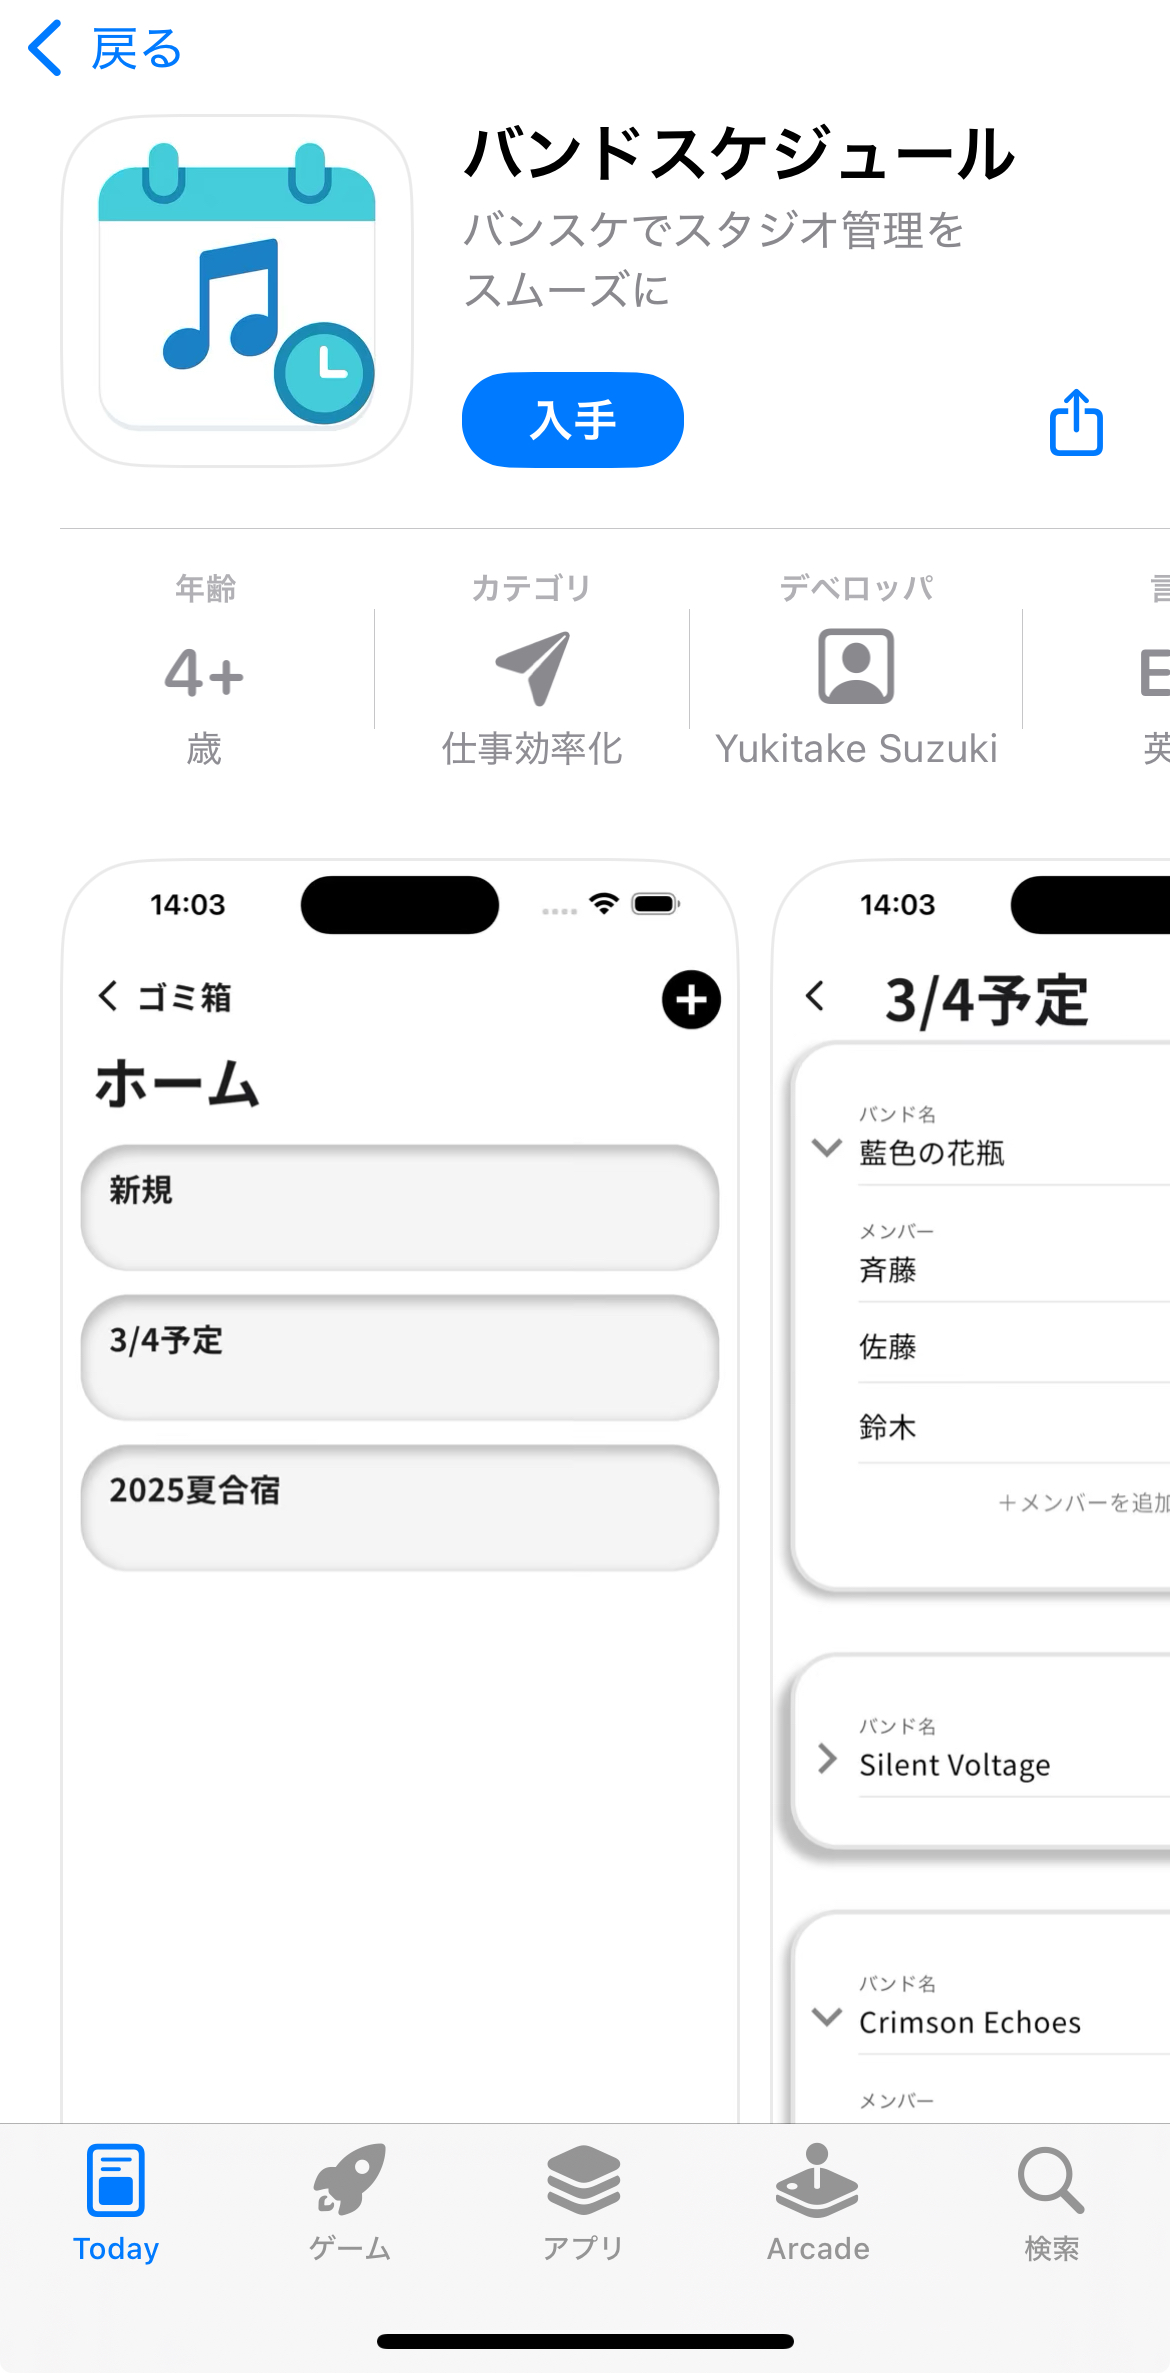 戻る
バンドスケジュール
バンスケでスタジオ管理を
スムーズに
入手
年齢
4+
歳
カテゴリ
仕事効率化
デベロッパ
Yukitake Suzuki
14:03
ゴミ箱
ホーム
新規
3/4予定
2025夏合宿
14:03
3/4予定
バンド名
藍色の花瓶
メンバー
斉藤
佐藤
鈴木
+メンバーを追加
バンド名
Silent Voltage
バンド名
Crimson Echoes
メンバー
Today
ゲーム
アプリ
Arcade
検索